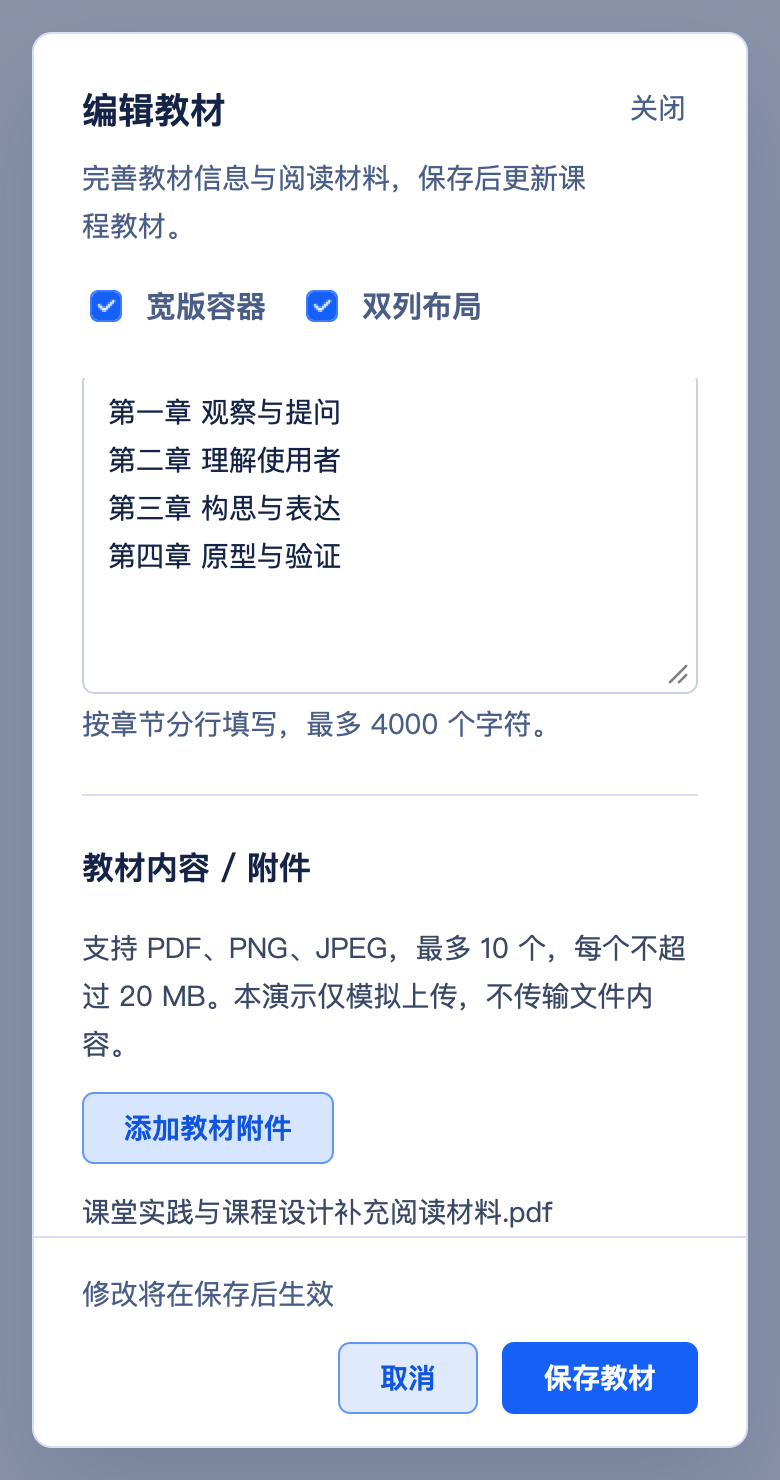 编辑教材
关闭
完善教材信息与阅读材料，保存后更新课
程教材。
宽版容器
双列布局
第一章 观察与提问
第二章 理解使用者
第三章 构思与表达
第四章 原型与验证
按章节分行填写，最多 4000 个字符。
教材内容 / 附件
支持 PDF、PNG、JPEG，最多 10 个，每个不超
过 20 MB。本演示仅模拟上传，不传输文件内
容。
添加教材附件
课堂实践与课程设计补充阅读材料.pdf
修改将在保存后生效
取消
保存教材